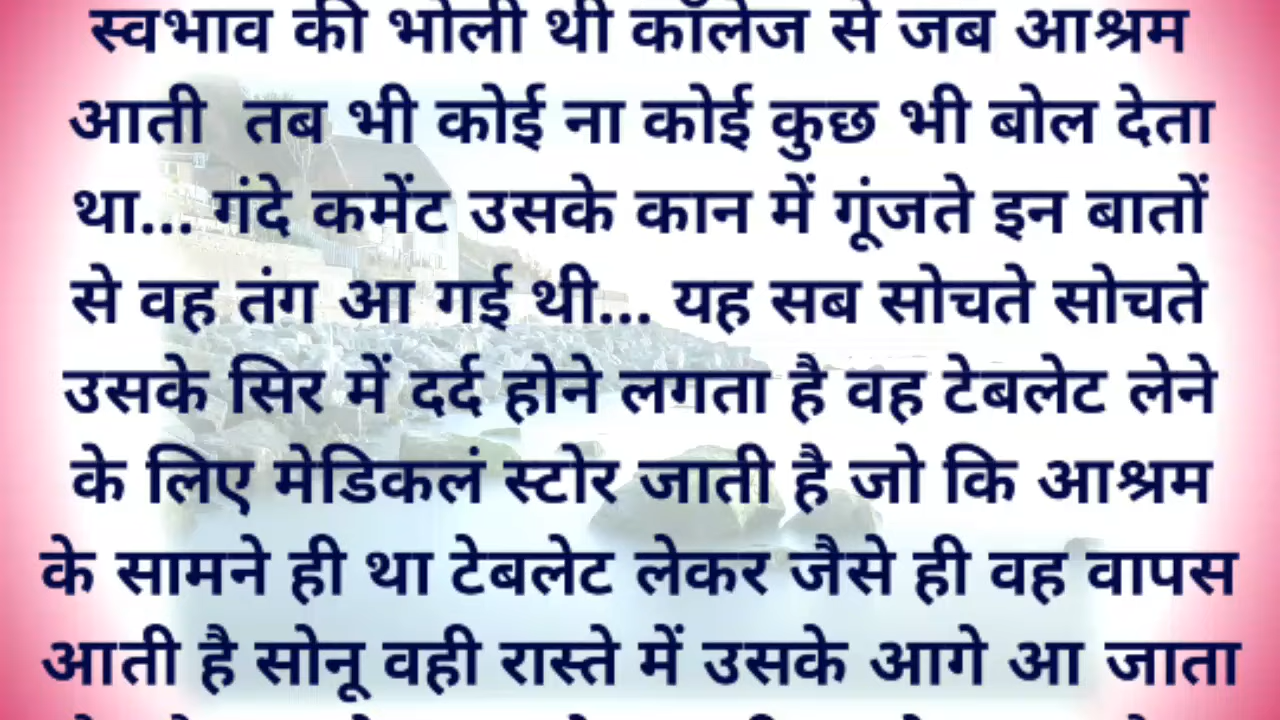 स्वभाव की भोली थी कॉलेज से जब आश्रम
आती तब भी कोई ना कोई कुछ भी बोल देता
था... गंदे कमेंट उसके कान में गूंजते इन बातों
से वह तंग आ गई थी... यह सब सोचते सोचते
उसके सिर में दर्द होने लगता है वह टेबलेट लेने
के लिए मेडिकलं स्टोर जाती है जो कि आश्रम
के सामने ही था टेबलेट लेकर जैसे ही वह वापस
आती है सोनू वही रास्ते में उसके आगे आ जाता